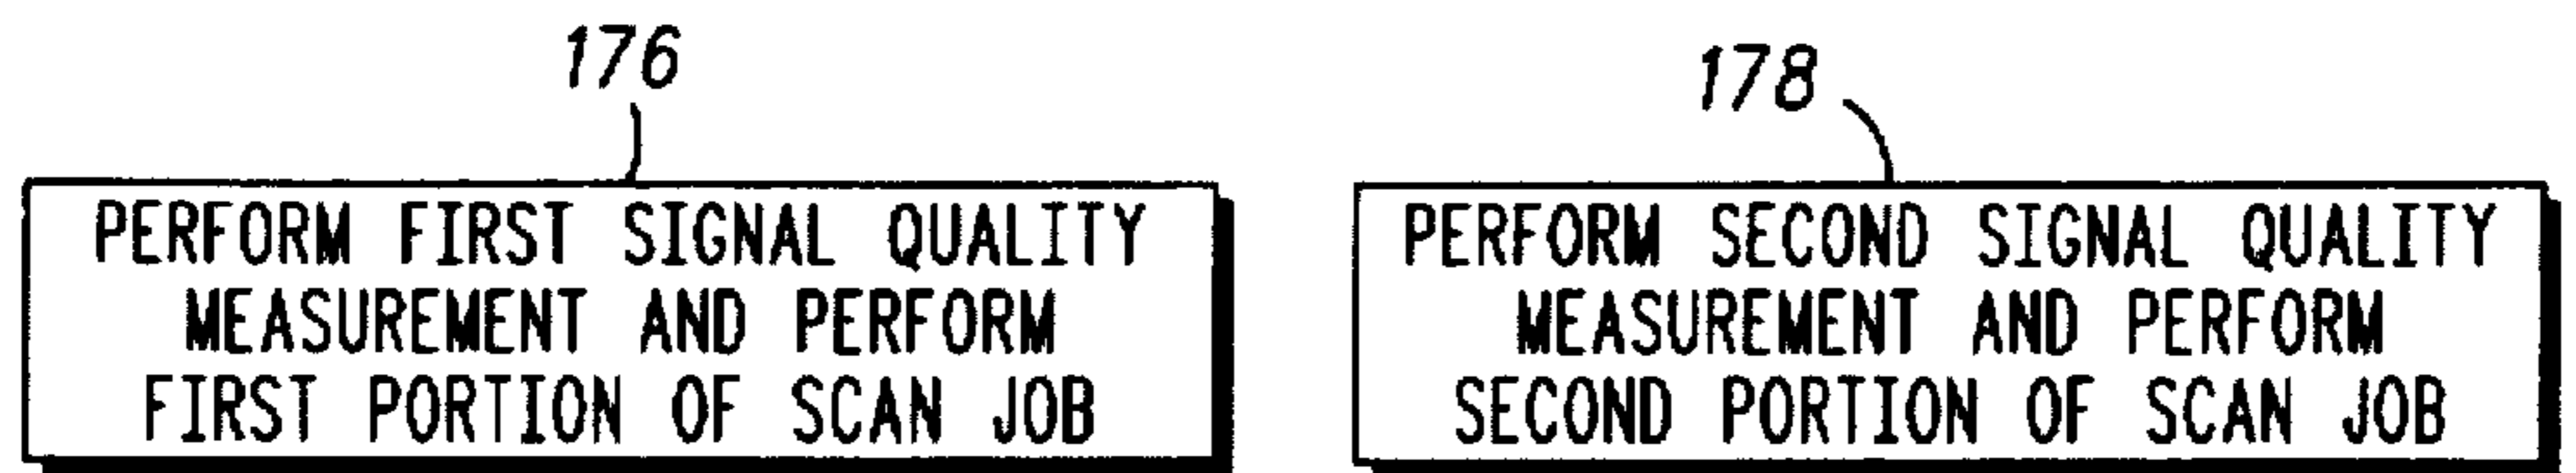 176
PERFORM FIRST SIGNAL QUALITY
MEASUREMENT AND PERFORM
FIRST PORTION OF SCAN JOB
178
PERFORM SECOND SIGNAL QUALITY
MEASUREMENT AND PERFORM
SECOND PORTION OF SCAN JOB